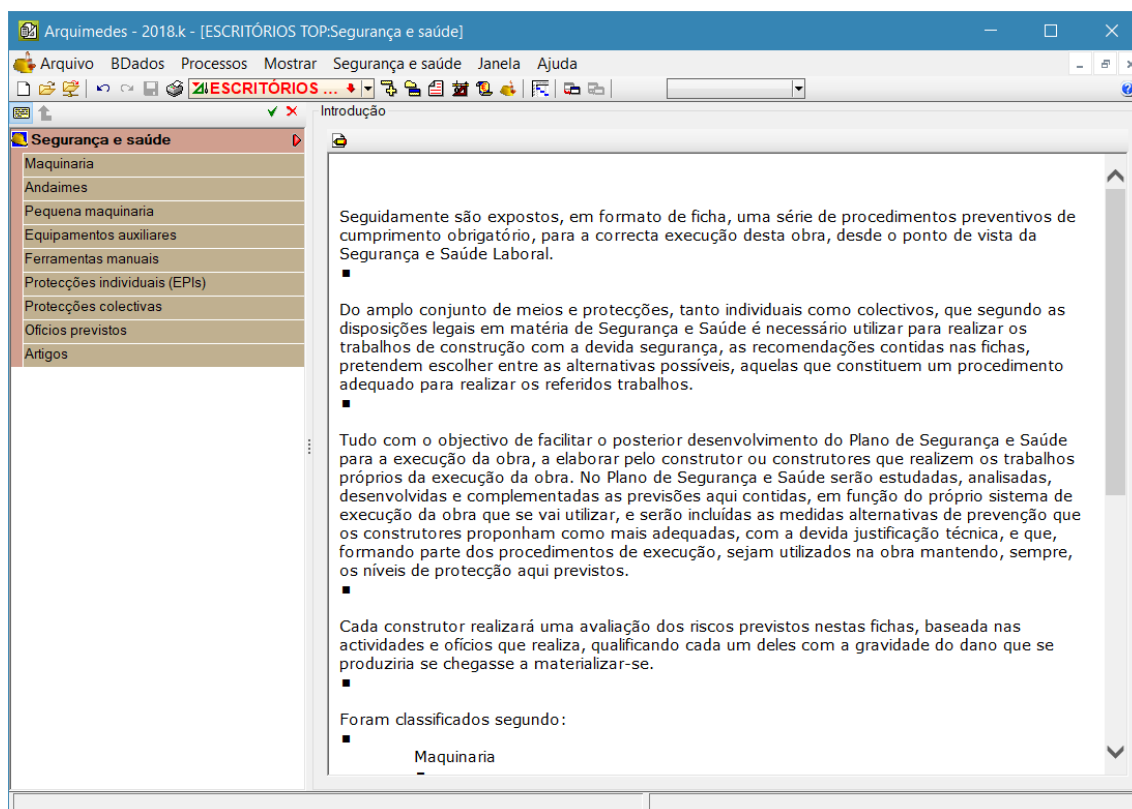 Arquimedes - 2018.k - [ESCRITÓRIOS TOP:Segurança e saúde]
Arquivo BDados Processos Mostrar Segurança e saúde Janela Ajuda
ESCRITÓRIOS ...
Introdução
Segurança e saúde
Maquinaria
Andaimes
Pequena maquinaria
Equipamentos auxiliares
Ferramentas manuais
Protecções individuais (EPIs)
Protecções colectivas
Ofícios previstos
Artigos
Seguidamente são expostos, em formato de ficha, uma série de procedimentos preventivos de
cumprimento obrigatório, para a correcta execução desta obra, desde o ponto de vista da
Segurança e Saúde Laboral.
Do amplo conjunto de meios e protecções, tanto individuais como colectivos, que segundo as
disposições legais em matéria de Segurança e Saúde é necessário utilizar para realizar os
trabalhos de construção com a devida segurança, as recomendações contidas nas fichas,
pretendem escolher entre as alternativas possíveis, aquelas que constituem um procedimento
adequado para realizar os referidos trabalhos.
Tudo com o objectivo de facilitar o posterior desenvolvimento do Plano de Segurança e Saúde
para a execução da obra, a elaborar pelo construtor ou construtores que realizem os trabalhos
próprios da execução da obra. No Plano de Segurança e Saúde serão estudadas, analisadas,
desenvolvidas e complementadas as previsões aqui contidas, em função do próprio sistema de
execução da obra que se vai utilizar, e serão incluídas as medidas alternativas de prevenção que
os construtores proponham como mais adequadas, com a devida justificação técnica, e que,
formando parte dos procedimentos de execução, sejam utilizados na obra mantendo, sempre,
os níveis de protecção aqui previstos.
Cada construtor realizará uma avaliação dos riscos previstos nestas fichas, baseada nas
actividades e ofícios que realiza, qualificando cada um deles com a gravidade do dano que se
produziria se chegasse a materializar-se.
Foram classificados segundo:
Maquinaria